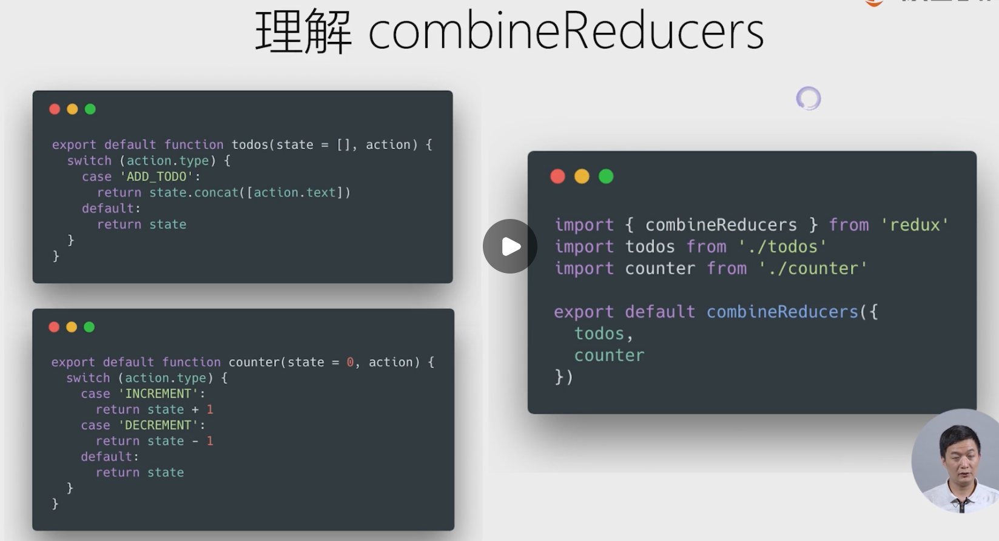 理解 combineReducers
export default function todos(state = [], action) {
  switch (action.type) {
    case 'ADD_TODO':
      return state.concat([action.text])
    default:
      return state
  }
}
export default function counter(state = 0, action) {
  switch (action.type) {
    case 'INCREMENT':
      return state + 1
    case 'DECREMENT':
      return state - 1
    default:
      return state
  }
}
import { combineReducers } from 'redux'
import todos from './todos'
import counter from './counter'
export default combineReducers({
  todos,
  counter
})